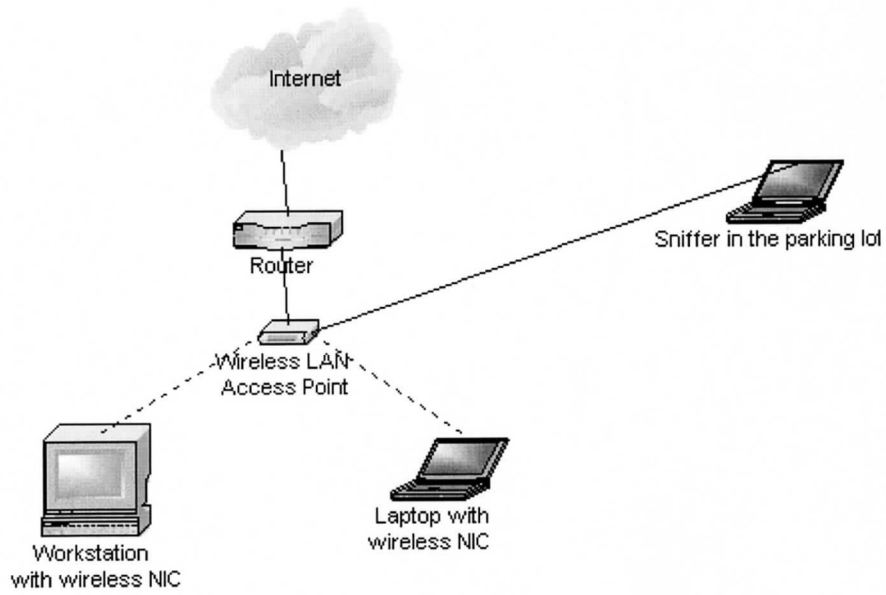 Internet
Router
Sniffer in the parking lot
Wireless LAN
Access Point
Laptop with
wireless NIC
Workstation
with wireless NIC